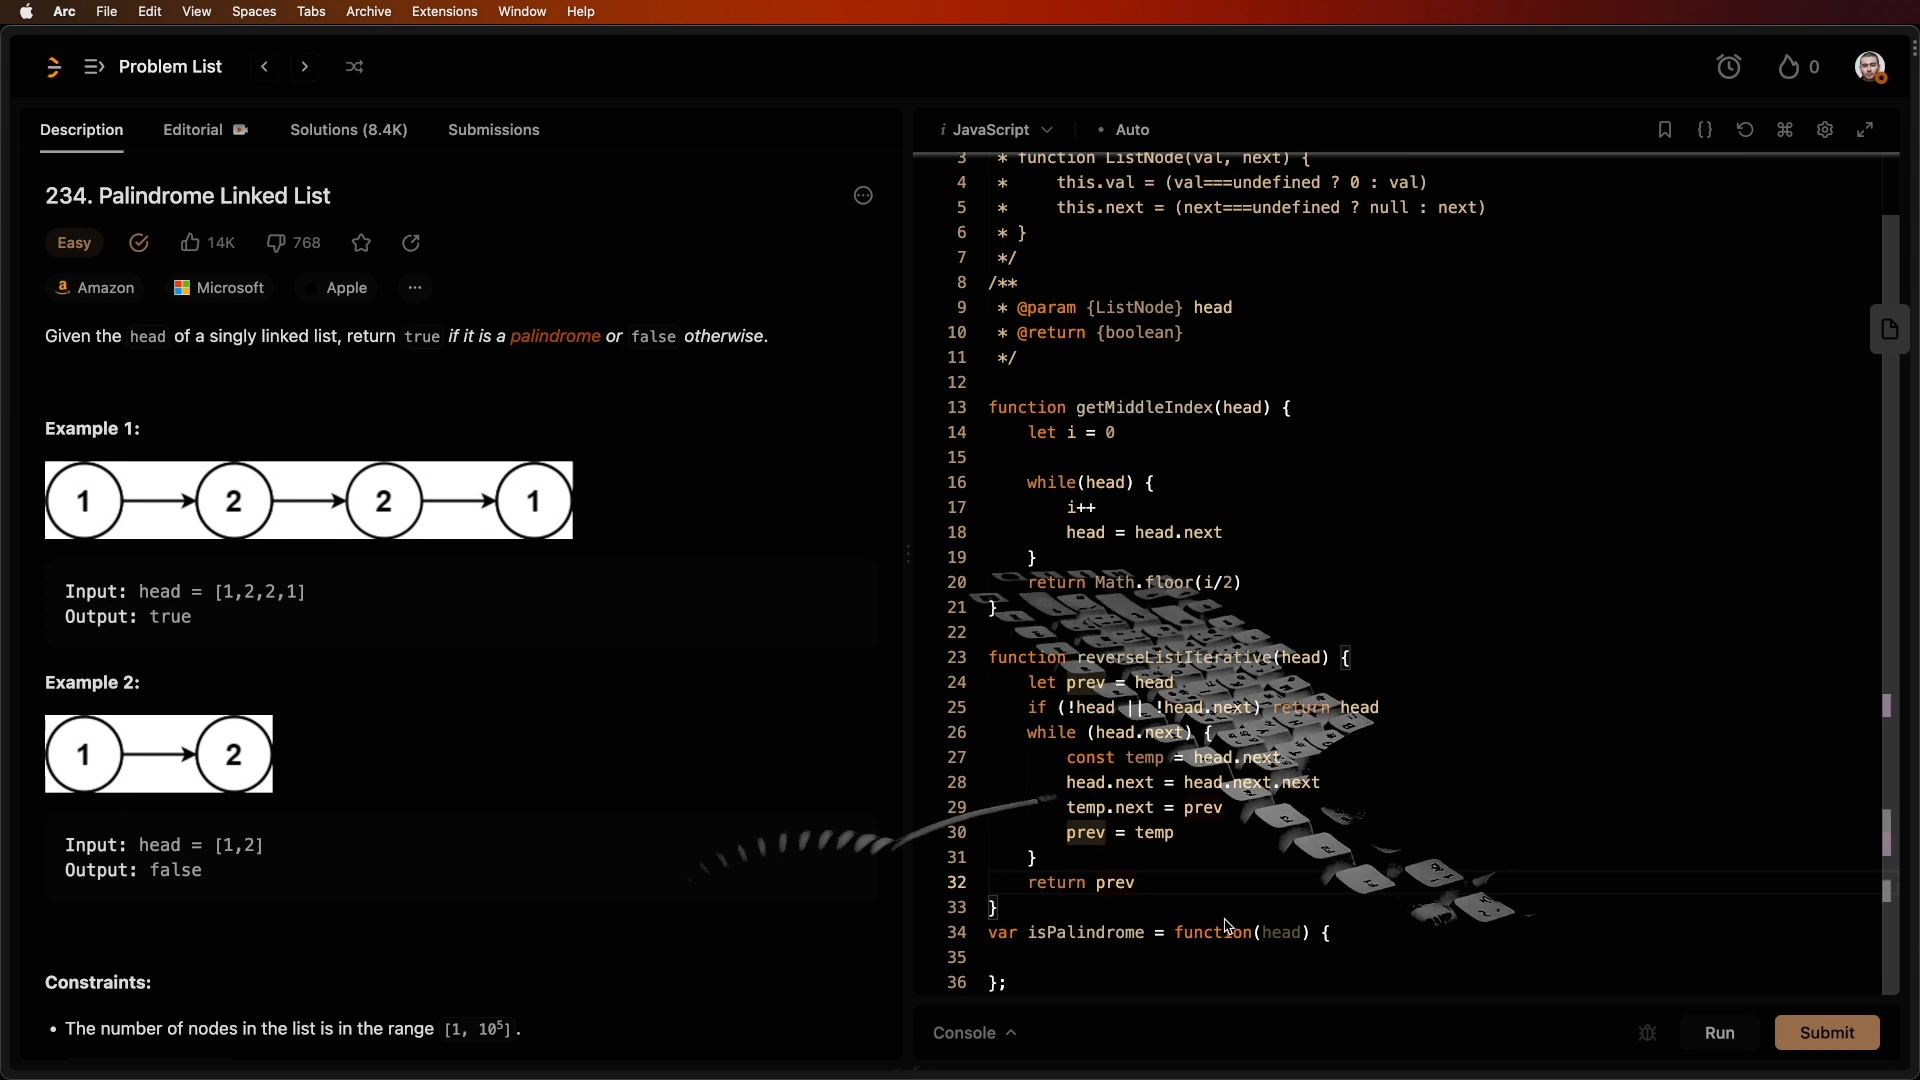 Arc File Edit View Spaces Tabs Archive Extensions Window Help
Problem List
0
Description Editorial Solutions (8.4K) Submissions
234. Palindrome Linked List
Easy 14K 768
Amazon Microsoft Apple ...
Given the head of a singly linked list, return true if it is a palindrome or false otherwise.
Example 1:
1 2 2 1
Input: head = [1,2,2,1]
Output: true
Example 2:
1 2
Input: head = [1,2]
Output: false
Constraints:
• The number of nodes in the list is in the range [1, 10⁵].
i JavaScript • Auto
3 * function ListNode(val, next) {
4 * this.val = (val===undefined ? 0 : val)
5 * this.next = (next===undefined ? null : next)
6 * }
7 */
8 /**
9 * @param {ListNode} head
10 * @return {boolean}
11 */
12
13 function getMiddleIndex(head) {
14 let i = 0
15
16 while(head) {
17 i++
18 head = head.next
19 }
20 return Math.floor(i/2)
21 }
22
23 function reverseListIterative(head) {
24 let prev = head
25 if (!head || !head.next) return head
26 while (head.next) {
27 const temp = head.next
28 head.next = head.next.next
29 temp.next = prev
30 prev = temp
31 }
32 return prev
33 }
34 var isPalindrome = function(head) {
35
36 };
Console Run Submit